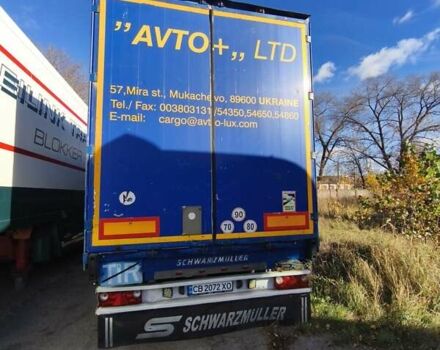 „AVTO+„ LTD
57,Mira st., Mukachevo, 89600 UKRAINE
Tel./ Fax: 003803131/54350,54650,54860
E-mail: cargo@avto-lux.com
BLOKKER
90
70
80
SCHWARZMÜLLER
CB 2072 XO
SCHWARZMÜLLER